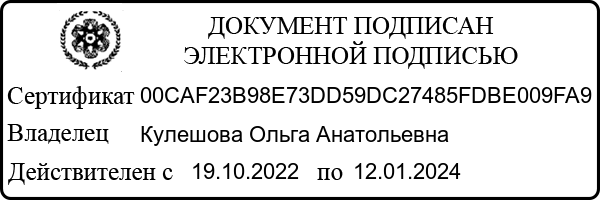 ДОКУМЕНТ ПОДПИСАН
ЭЛЕКТРОННОЙ ПОДПИСЬЮ
Сертификат 00CAF23B98E73DD59DC27485FDBE009FA9
Владелец Кулешова Ольга Анатольевна
Действителен с 19.10.2022 по 12.01.2024